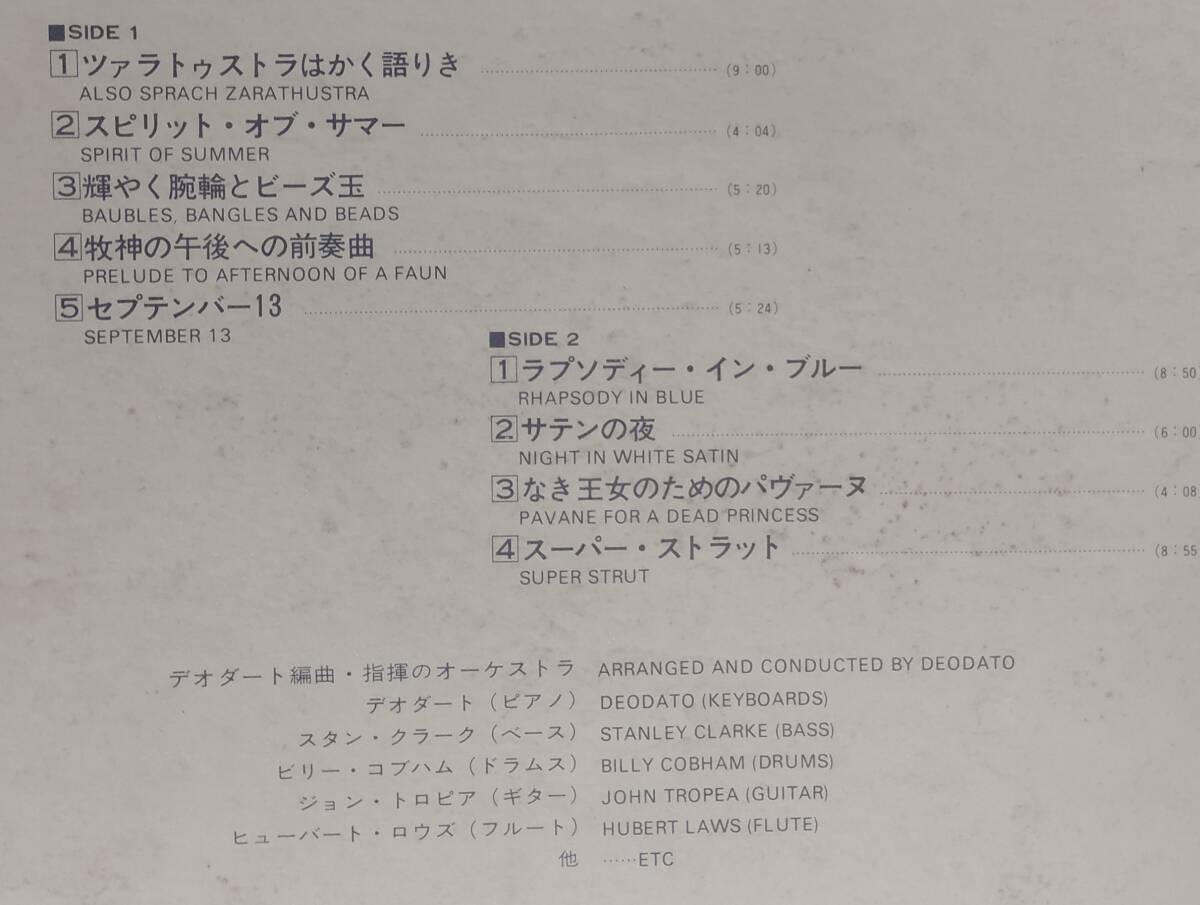 ■SIDE 1
1 ツァラトゥストラはかく語りき (9:00)
ALSO SPRACH ZARATHUSTRA
2 スピリット・オブ・サマー (4:04)
SPIRIT OF SUMMER
3 輝やく腕輪とビーズ玉 (5:20)
BAUBLES, BANGLES AND BEADS
4 牧神の午後への前奏曲 (5:13)
PRELUDE TO AFTERNOON OF A FAUN
5 セプテンバー13 (5:24)
SEPTEMBER 13
■SIDE 2
1 ラプソディー・イン・ブルー (8:50)
RHAPSODY IN BLUE
2 サテンの夜 (6:00
NIGHT IN WHITE SATIN
3 なき王女のためのパヴァーヌ (4:08
PAVANE FOR A DEAD PRINCESS
4 スーパー・ストラット (8:55
SUPER STRUT
デオダート編曲・指揮のオーケストラ ARRANGED AND CONDUCTED BY DEODATO
デオダート(ピアノ) DEODATO (KEYBOARDS)
スタン・クラーク(ベース) STANLEY CLARKE (BASS)
ビリー・コブハム(ドラムス) BILLY COBHAM (DRUMS)
ジョン・トロピア(ギター) JOHN TROPEA (GUITAR)
ヒューバート・ロウズ(フルート) HUBERT LAWS (FLUTE)
他 ……ETC